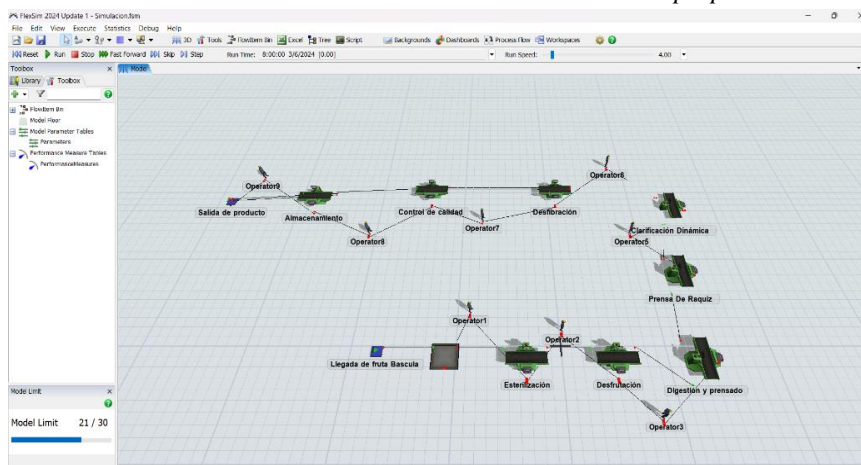 FlexSim 2024 Update 1 - Simulacion.fsm
File Edit View Execute Statistics Debug Help
3D Tools FlowItem Bin Excel Tree Script Backgrounds Dashboards Process Flow Workspaces
Reset Run Stop Fast Forward Skip Step Run Time: 8:00:00 3/6/2024 [0.00] Run Speed: 4.00
Toolbox
Model
Library Toolbox
FlowItem Bin
Model Floor
Model Parameter Tables
Parameters
Performance Measure Tables
PerformanceMeasures
Operator9
Operator6
Salida de producto
Almacenamiento
Control de calidad
Desfibración
Operator8
Operator7
Clarificación Dinámica
Operator5
Prensa De Raquiz
Operator1
Operator2
Llegada de fruta Bascula
Esterilización
Desfrutación
Digestión y prensado
Operator3
Model Limit
Model Limit 21 / 30